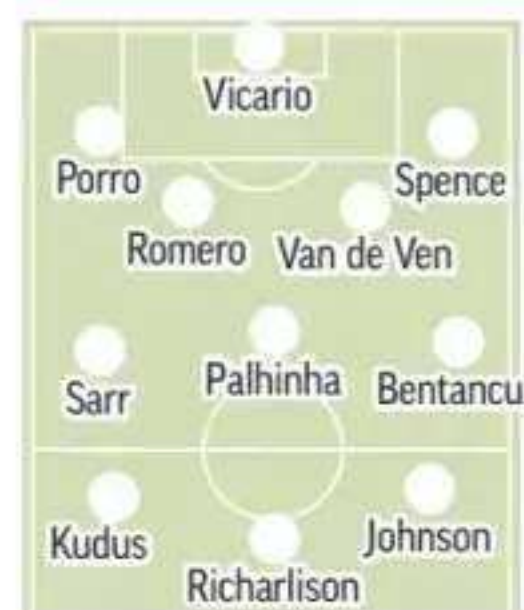 Vicario
Porro
Spence
Romero
Van de Ven
Sarr
Palhinha
Bentancu
Kudus
Richarlison
Johnson